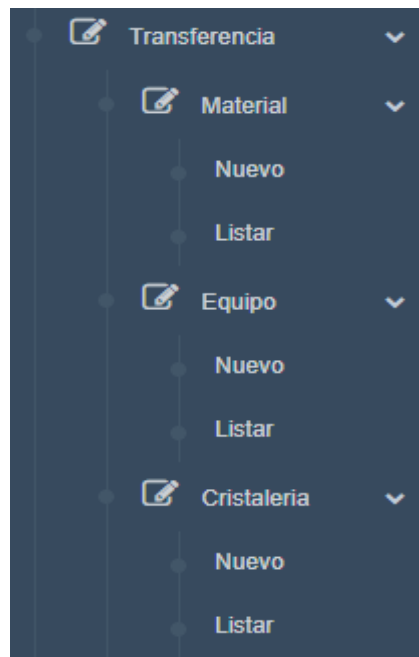 Transferencia
Material
Nuevo
Listar
Equipo
Nuevo
Listar
Cristaleria
Nuevo
Listar